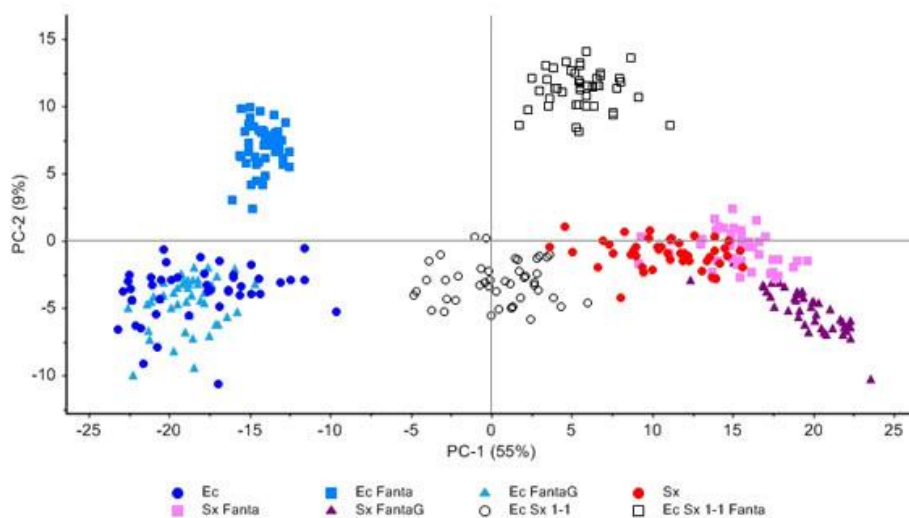 15
10
5
0
-5
-10
PC-2 (9%)
-25 -20 -15 -10 -5 0 5 10 15 20 25
PC-1 (55%)
Ec Ec Fanta Ec FantaG Sx
Sx Fanta Sx FantaG Ec Sx 1-1 Ec Sx 1-1 Fanta